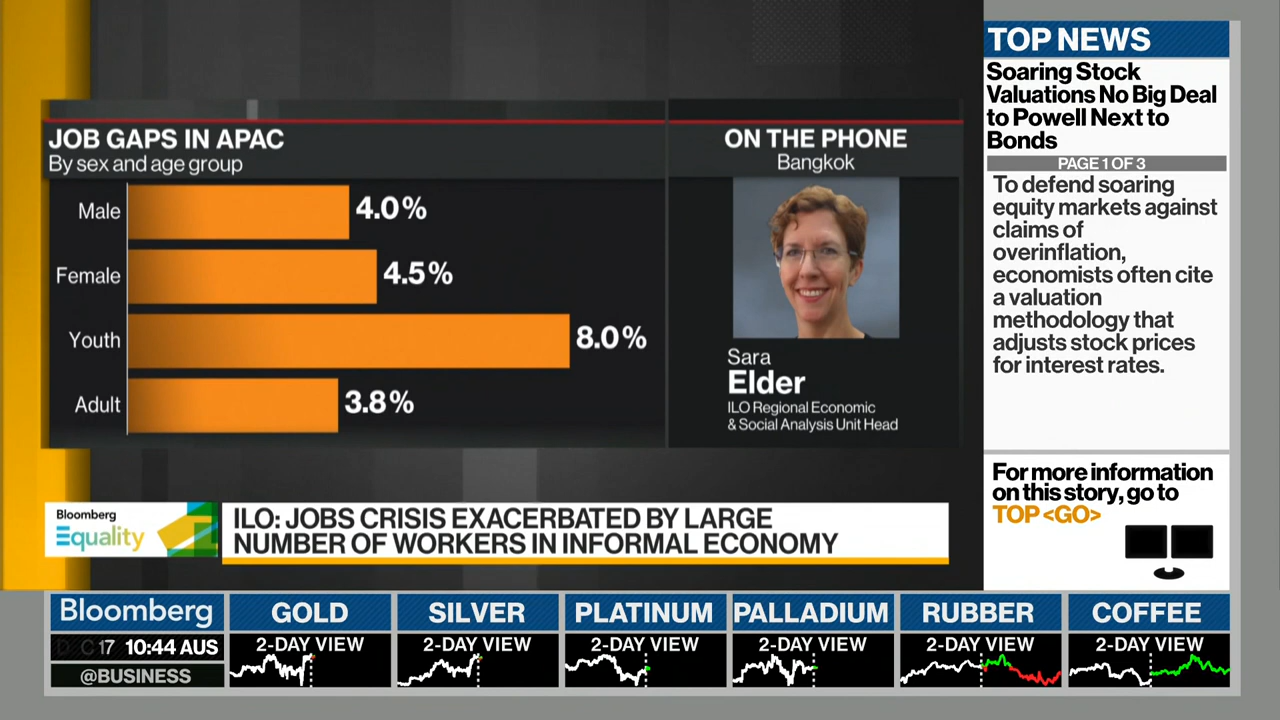 JOB GAPS IN APAC
By sex and age group
Male
4.0%
Female
4.5%
Youth
8.0%
Adult
3.8%
ON THE PHONE
Bangkok
Sara
Elder
ILO Regional Economic
& Social Analysis Unit Head
TOP NEWS
Soaring Stock
Valuations No Big Deal
to Powell Next to
Bonds
PAGE 1 OF 3
To defend soaring
equity markets against
claims of
overinflation,
economists often cite
a valuation
methodology that
adjusts stock prices
for interest rates.
For more information
on this story, go to
TOP <GO>
Bloomberg
Equality
ILO: JOBS CRISIS EXACERBATED BY LARGE
NUMBER OF WORKERS IN INFORMAL ECONOMY
Bloomberg
17 10:44 AUS
@BUSINESS
GOLD
2-DAY VIEW
SILVER
2-DAY VIEW
PLATINUM
2-DAY VIEW
PALLADIUM
2-DAY VIEW
RUBBER
2-DAY VIEW
COFFEE
2-DAY VIEW